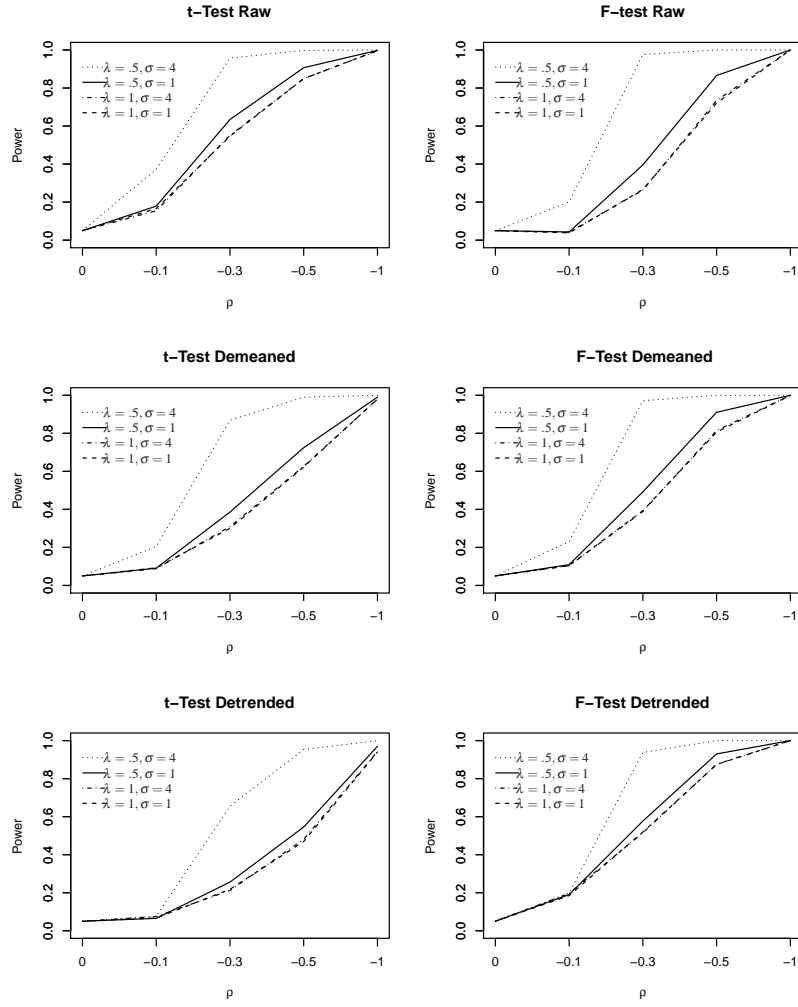 t−Test Raw
Power
1.0
0.8
0.6
0.4
0.2
0.0
λ = .5, σ = 4
λ = .5, σ = 1
λ = 1, σ = 4
λ = 1, σ = 1
0 −0.1 −0.3 −0.5 −1
ρ
F−test Raw
Power
1.0
0.8
0.6
0.4
0.2
0.0
λ = .5, σ = 4
λ = .5, σ = 1
λ = 1, σ = 4
λ = 1, σ = 1
0 −0.1 −0.3 −0.5 −1
ρ
t−Test Demeaned
Power
1.0
0.8
0.6
0.4
0.2
0.0
λ = .5, σ = 4
λ = .5, σ = 1
λ = 1, σ = 4
λ = 1, σ = 1
0 −0.1 −0.3 −0.5 −1
ρ
F−Test Demeaned
Power
1.0
0.8
0.6
0.4
0.2
0.0
λ = .5, σ = 4
λ = .5, σ = 1
λ = 1, σ = 4
λ = 1, σ = 1
0 −0.1 −0.3 −0.5 −1
ρ
t−Test Detrended
Power
1.0
0.8
0.6
0.4
0.2
0.0
λ = .5, σ = 4
λ = .5, σ = 1
λ = 1, σ = 4
λ = 1, σ = 1
0 −0.1 −0.3 −0.5 −1
ρ
F−Test Detrended
Power
1.0
0.8
0.6
0.4
0.2
0.0
λ = .5, σ = 4
λ = .5, σ = 1
λ = 1, σ = 4
λ = 1, σ = 1
0 −0.1 −0.3 −0.5 −1
ρ